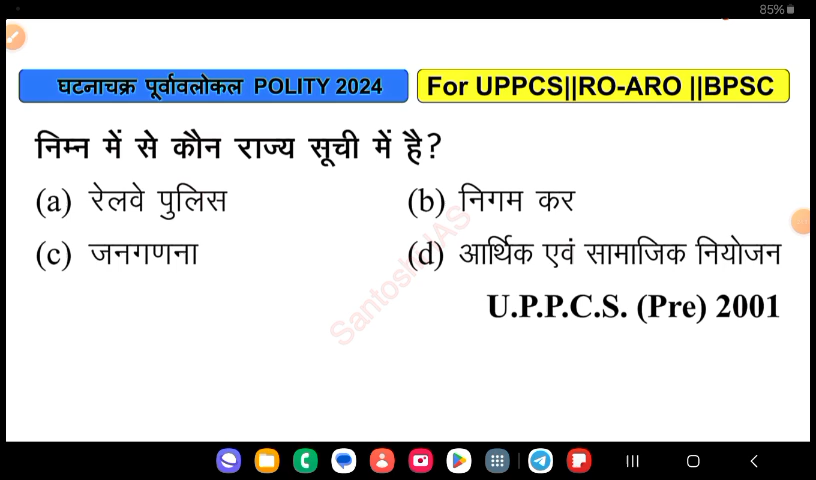 85%
घटनाचक्र पूर्वावलोकल POLITY 2024 For UPPCS||RO-ARO ||BPSC
निम्न में से कौन राज्य सूची में है?
(a) रेलवे पुलिस (b) निगम कर
(c) जनगणना (d) आर्थिक एवं सामाजिक नियोजन
U.P.P.C.S. (Pre) 2001